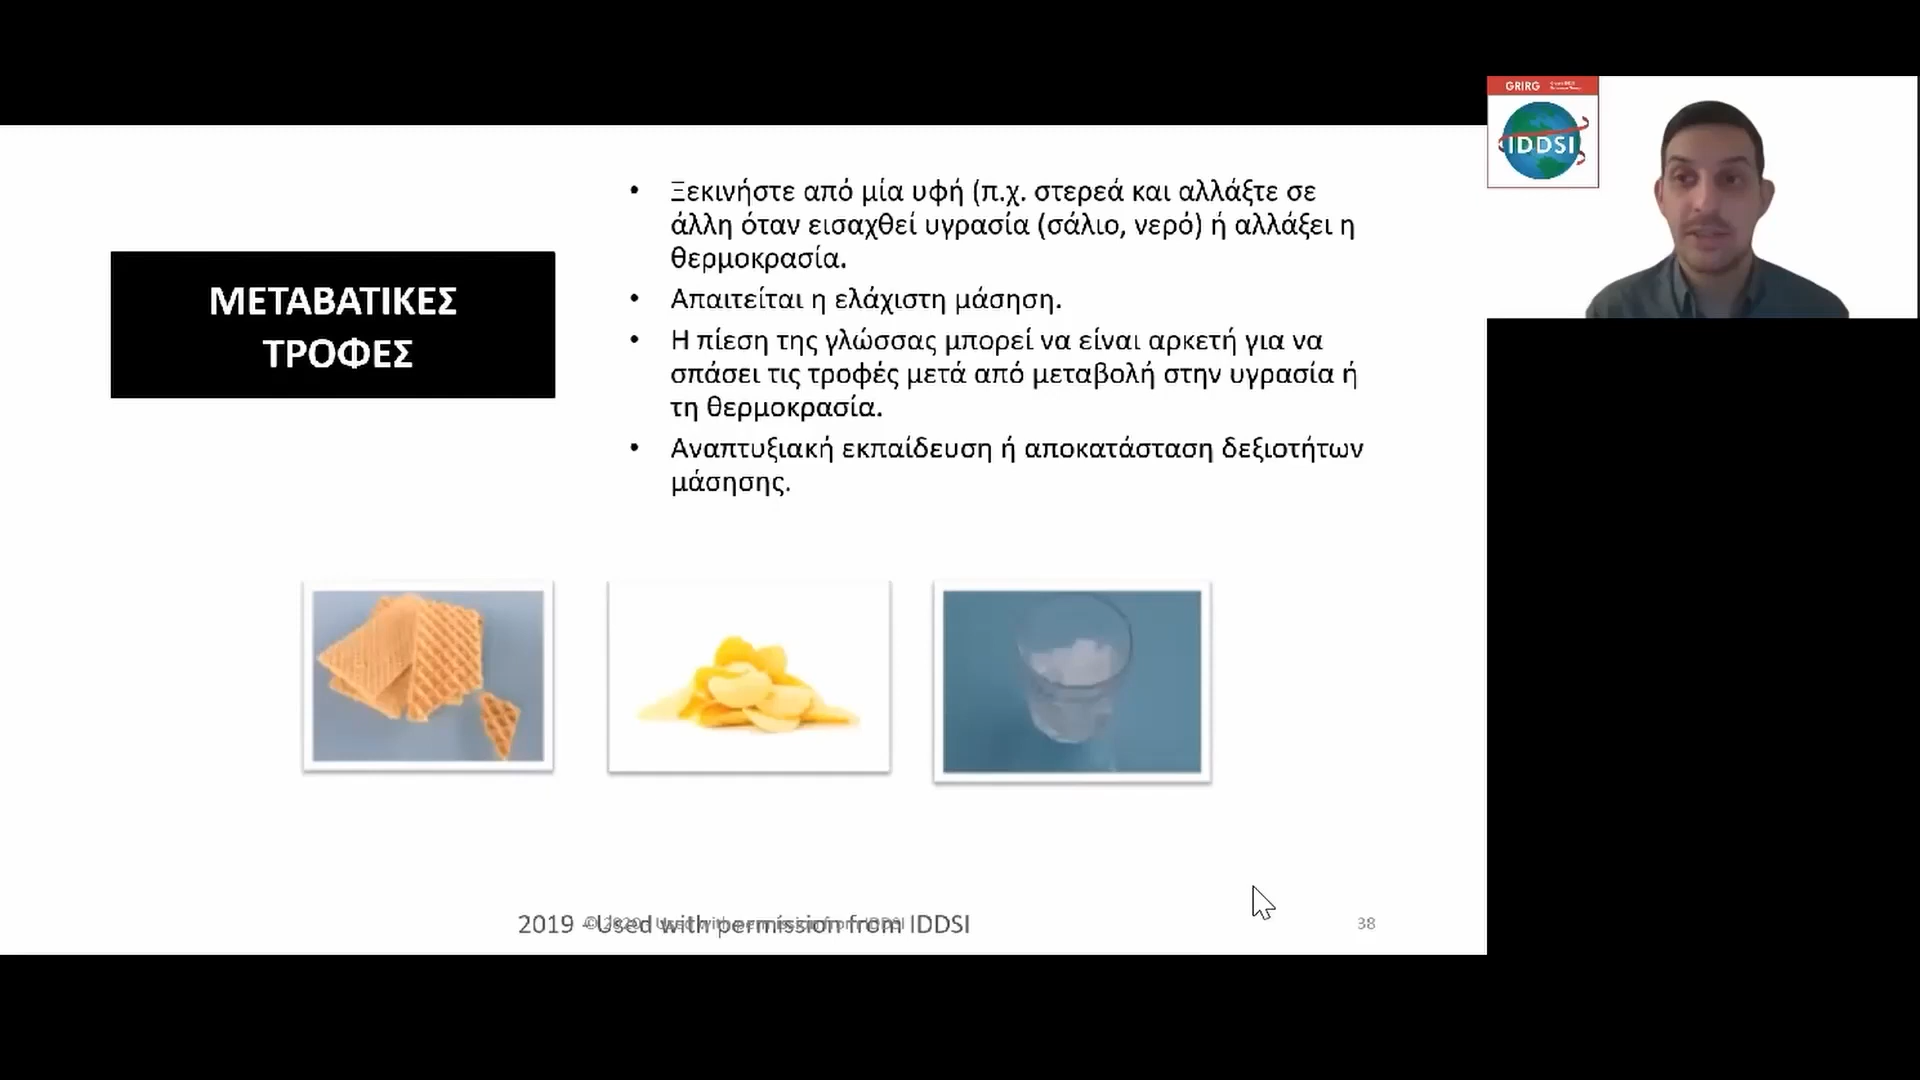 GRIRG
IDDSI
ΜΕΤΑΒΑΤΙΚΕΣ
ΤΡΟΦΕΣ
• Ξεκινήστε από μία υφή (π.χ. στερεά και αλλάξτε σε
άλλη όταν εισαχθεί υγρασία (σάλιο, νερό) ή αλλάξει η
θερμοκρασία.
• Απαιτείται η ελάχιστη μάσηση.
• Η πίεση της γλώσσας μπορεί να είναι αρκετή για να
σπάσει τις τροφές μετά από μεταβολή στην υγρασία ή
τη θερμοκρασία.
• Αναπτυξιακή εκπαίδευση ή αποκατάσταση δεξιοτήτων
μάσησης.
2019 - Used with permission from IDDSI
© 2020 Used with permission from IDDSI
38